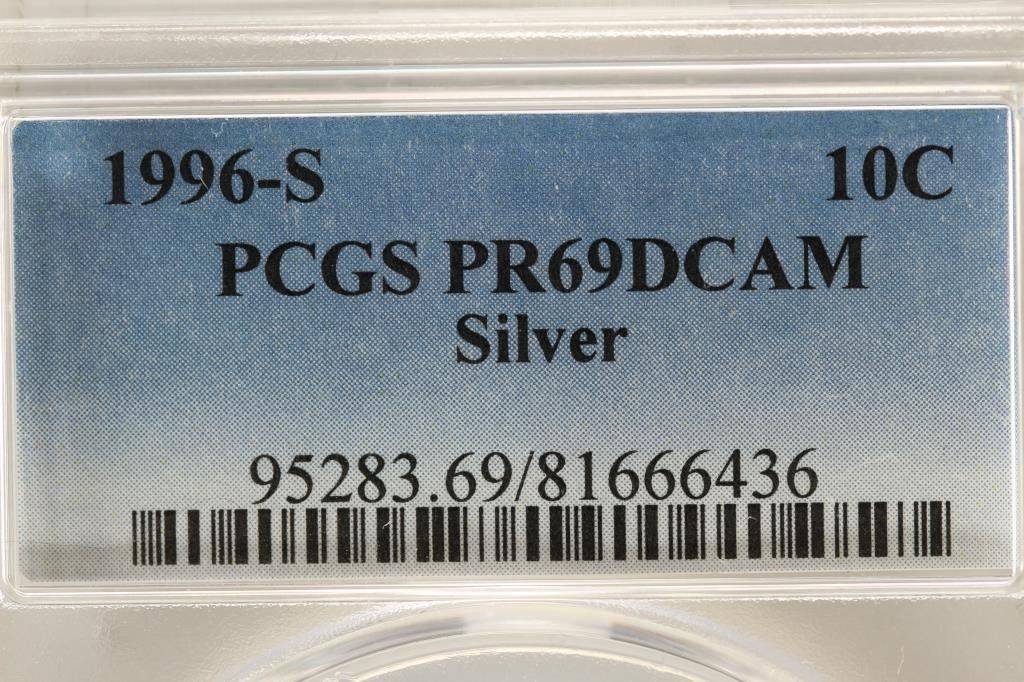 1996-S 10C
PCGS PR69DCAM
Silver
95283.69/81666436